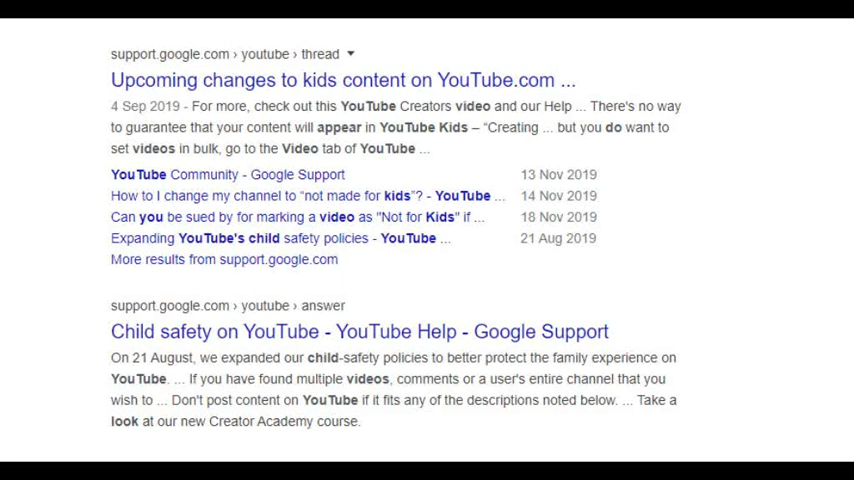 support.google.com › youtube › thread ▼
Upcoming changes to kids content on YouTube.com ...
4 Sep 2019 - For more, check out this YouTube Creators video and our Help ... There's no way
to guarantee that your content will appear in YouTube Kids – “Creating ... but you do want to
set videos in bulk, go to the Video tab of YouTube ...
YouTube Community - Google Support 13 Nov 2019
How to I change my channel to “not made for kids”? - YouTube ... 14 Nov 2019
Can you be sued by for marking a video as "Not for Kids" if ... 18 Nov 2019
Expanding YouTube's child safety policies - YouTube ... 21 Aug 2019
More results from support.google.com
support.google.com › youtube › answer
Child safety on YouTube - YouTube Help - Google Support
On 21 August, we expanded our child-safety policies to better protect the family experience on
YouTube. ... If you have found multiple videos, comments or a user's entire channel that you
wish to ... Don't post content on YouTube if it fits any of the descriptions noted below. ... Take a
look at our new Creator Academy course.